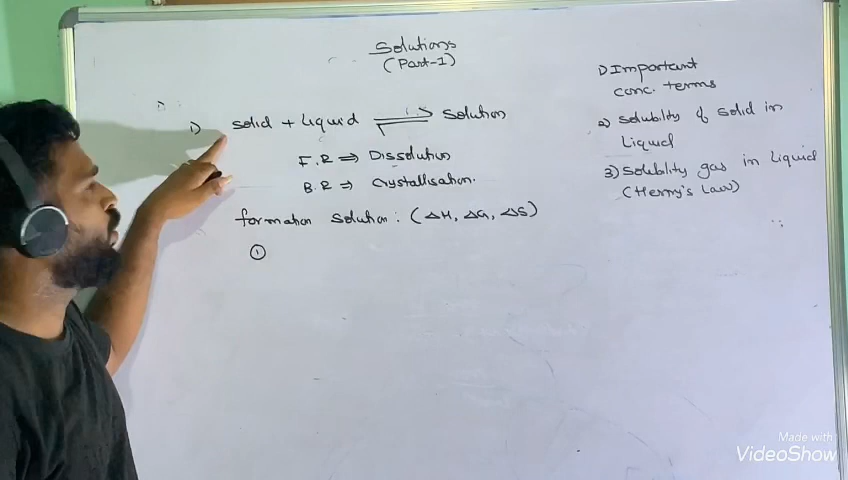 Solutions
(Part-1)
1) Solid + Liquid ⇌ Solution
F.R ⇒ Dissolution
B.R ⇒ Crystallisation.
formation Solution : (ΔH, ΔG, ΔS)
①
1) Important
conc. terms
2) Solubility of solid in
Liquid
3) Solubility gas in Liquid
(Henry's Law)
Made with
VideoShow